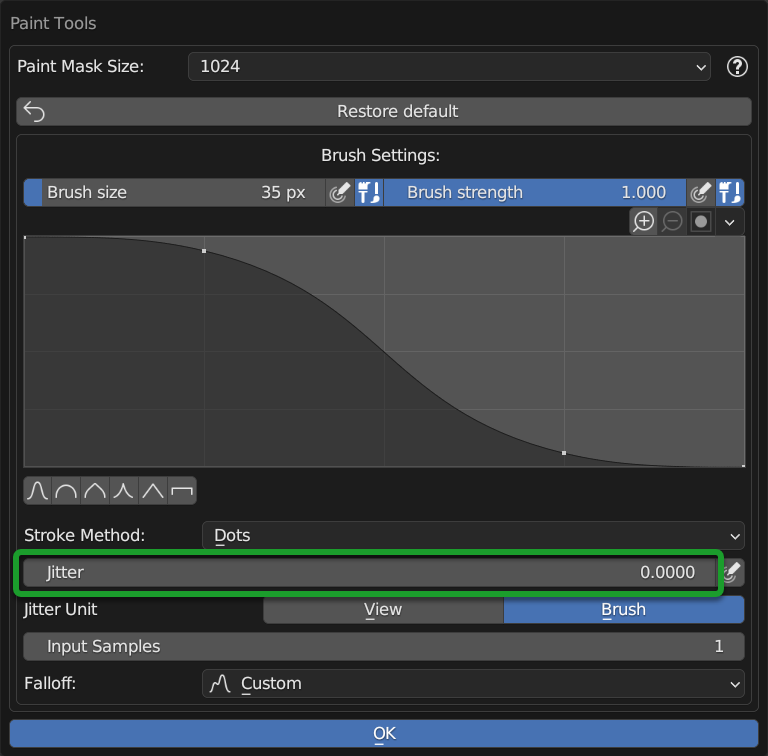 Paint Tools
Paint Mask Size: 1024
Restore default
Brush Settings:
Brush size 35 px Brush strength 1.000
Stroke Method: Dots
Jitter 0.0000
Jitter Unit View Brush
Input Samples 1
Falloff: Custom
OK